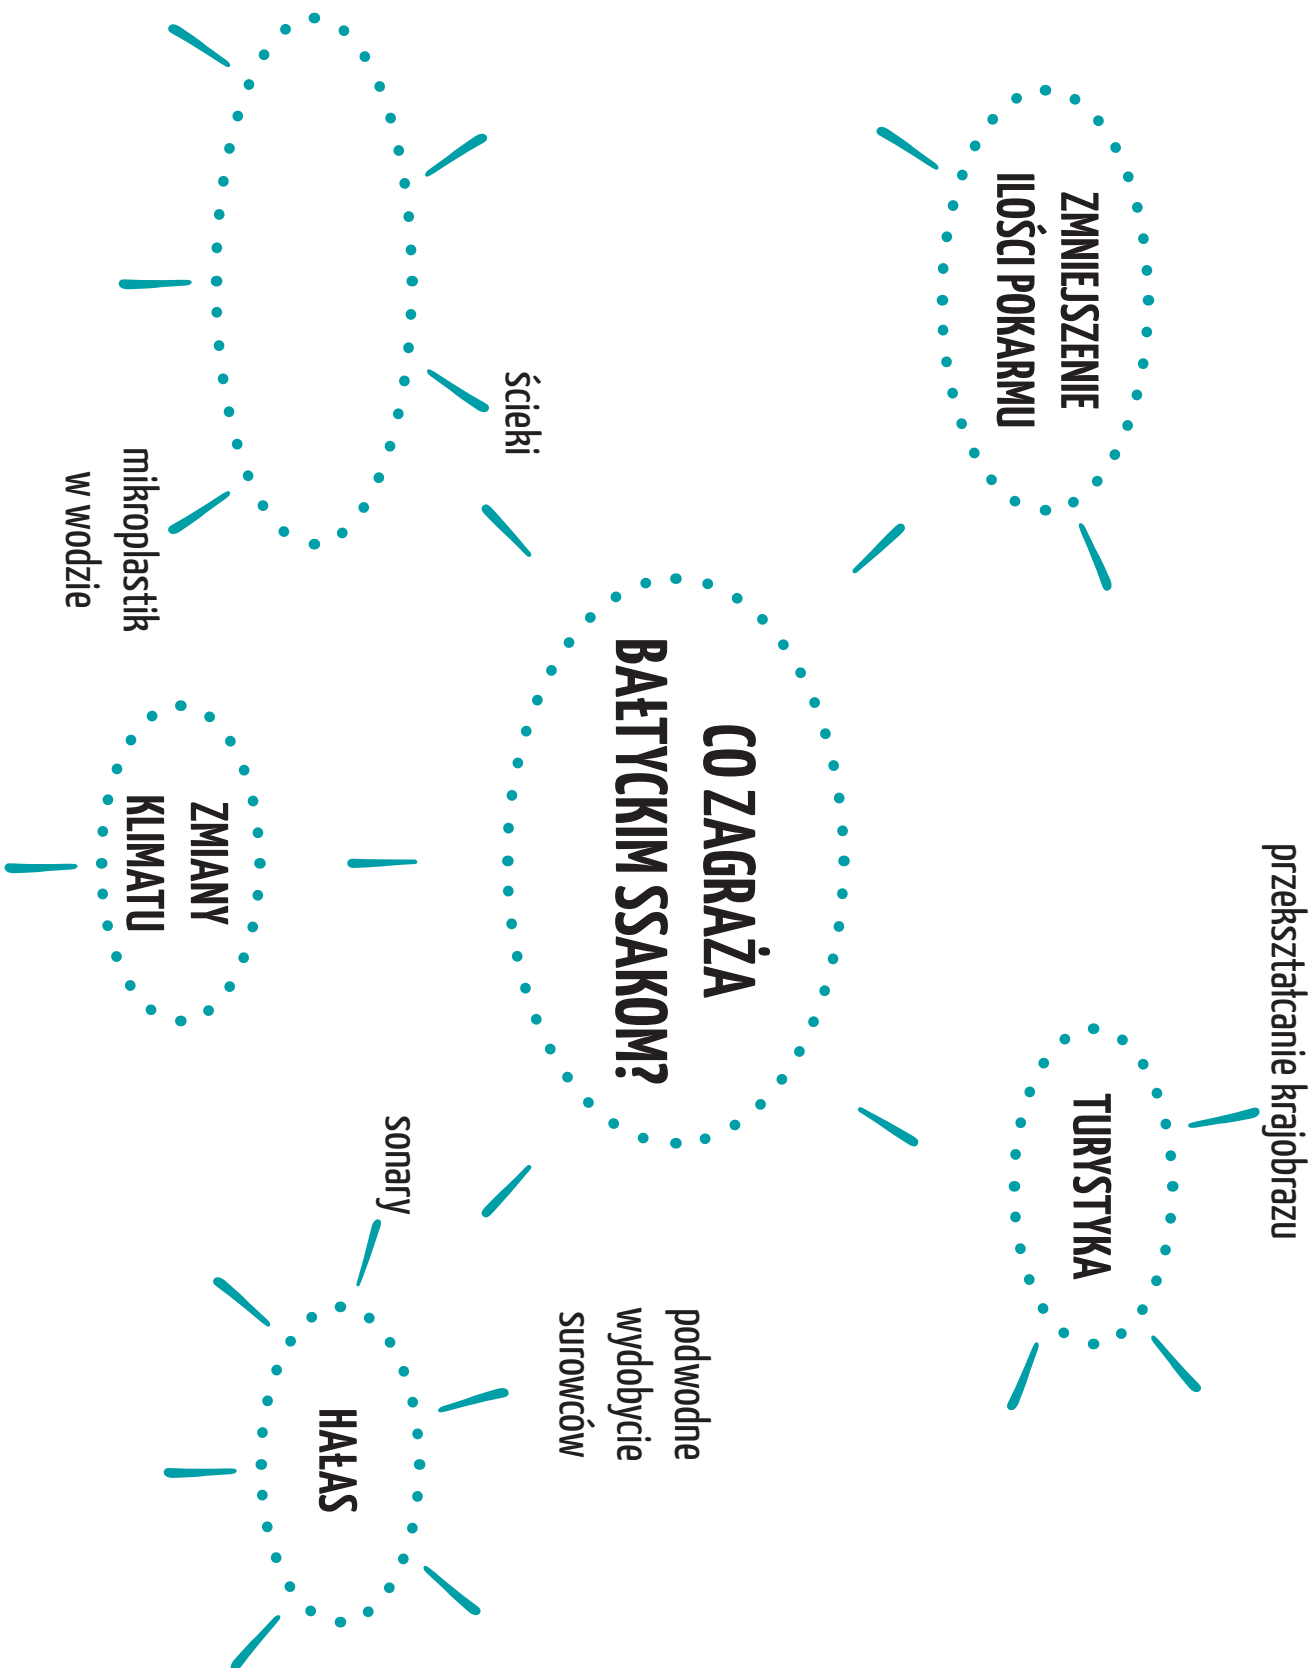 ZMNIEJSZENIE
ILOŚCI POKARMU
przekształcanie krajobrazu
TURYSTYKA
CO ZAGRAŻA
BAŁTYCKIM SSAKOM?
ścieki
mikroplastik
w wodzie
ZMIANY
KLIMATU
sonary
podwodne
wydobycie
surowców
HAŁAS